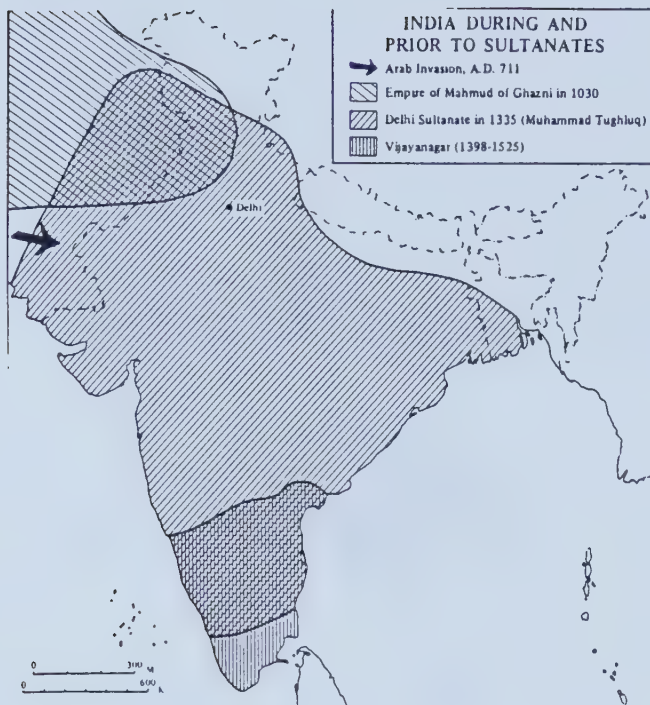 INDIA DURING AND
PRIOR TO SULTANATES
Arab Invasion, A.D. 711
Empire of Mahmud of Ghazni in 1030
Delhi Sultanate in 1335 (Muhammad Tughluq)
Vijayanagar (1398-1525)
Delhi
0 300 M
0 600 K